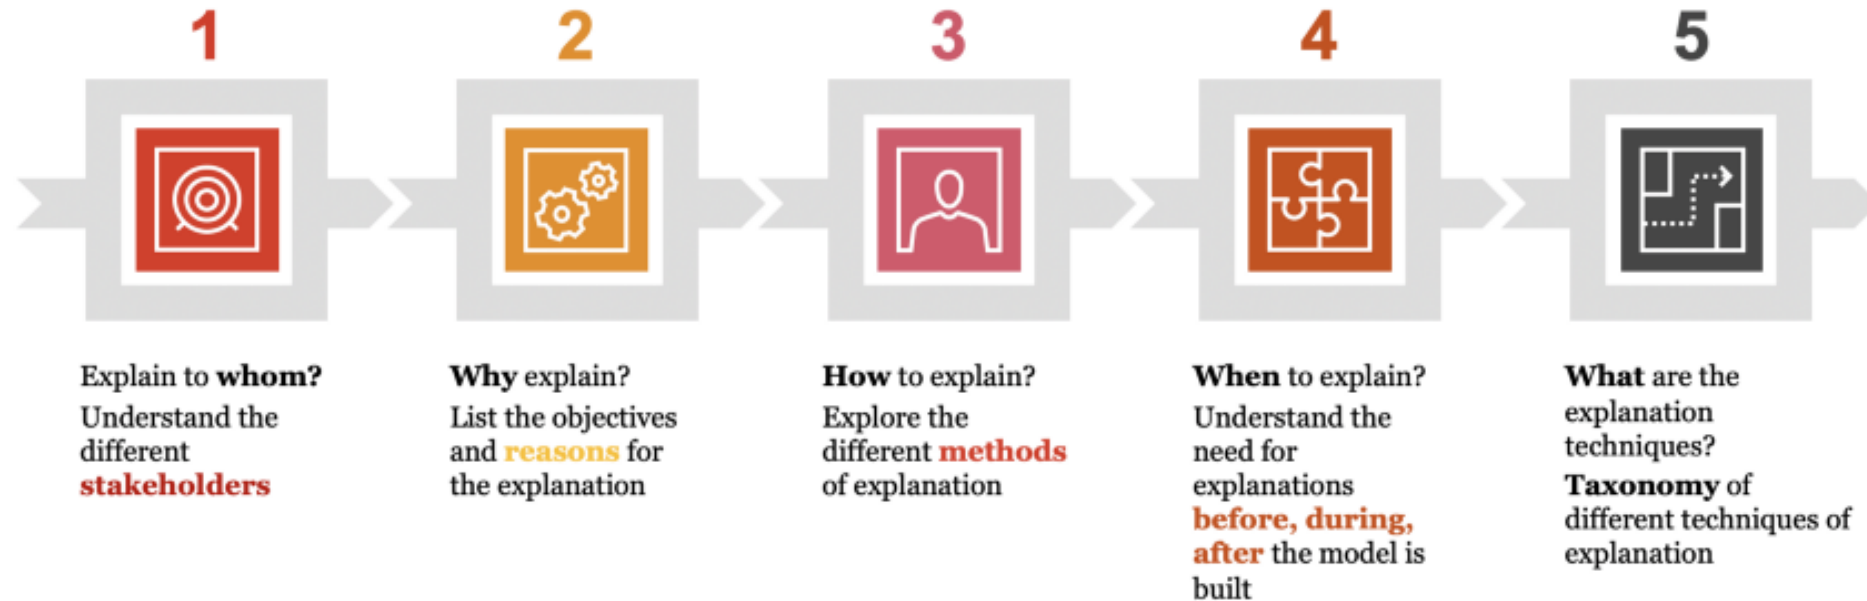 1
Explain to whom?
Understand the
different
stakeholders
2
Why explain?
List the objectives
and reasons for
the explanation
3
How to explain?
Explore the
different methods
of explanation
4
When to explain?
Understand the
need for
explanations
before, during,
after the model is
built
5
What are the
explanation
techniques?
Taxonomy of
different techniques of
explanation